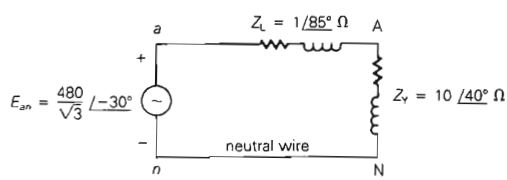 Z_L = 1/85° Ω
a
A
+
E_an = 480/√3 /−30°
~
Z_Y = 10 /40° Ω
−
neutral wire
n
N